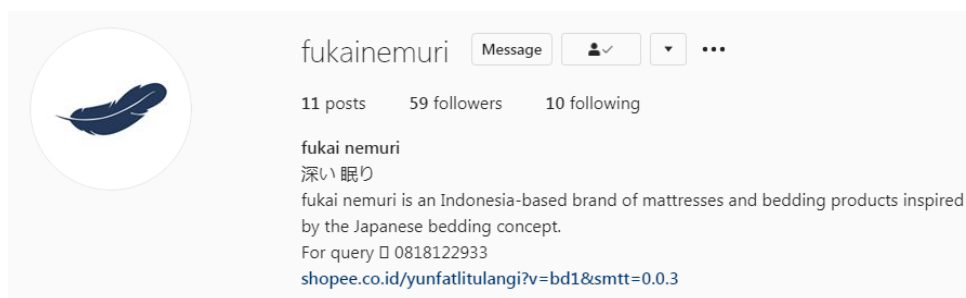 fukainemuri Message
11 posts 59 followers 10 following
fukai nemuri
深い 眠り
fukai nemuri is an Indonesia-based brand of mattresses and bedding products inspired
by the Japanese bedding concept.
For query 0818122933
shopee.co.id/yunfatlitulangi?v=bd1&smtt=0.0.3